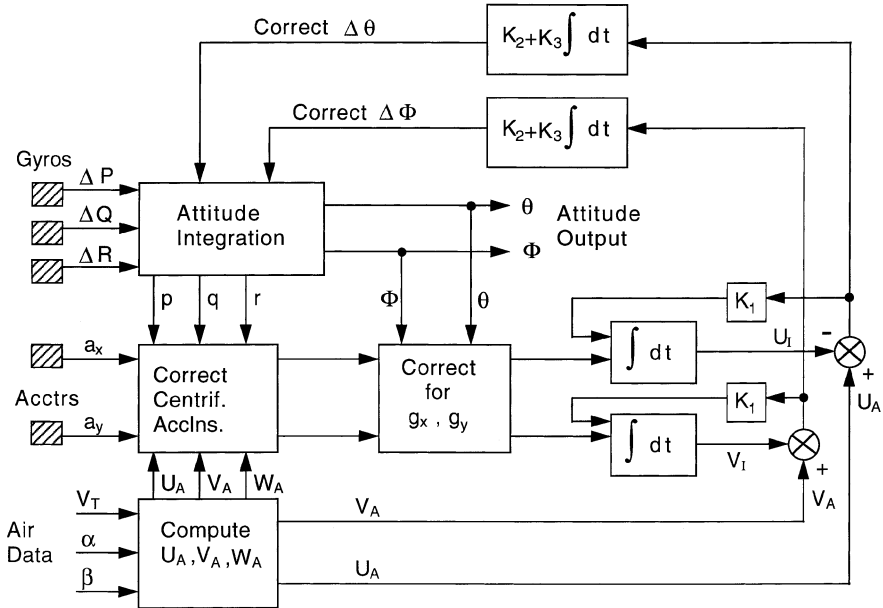 Correct Δθ
K₂+K₃∫ dt
Correct ΔΦ
K₂+K₃∫ dt
Gyros
ΔP
ΔQ
ΔR
Attitude
Integration
θ
Φ
Attitude
Output
p
q
r
Φ
θ
K₁
aₓ
Acctrs
a_y
Correct
Centrif.
Acclns.
Correct
for
gₓ , g_y
∫ dt
U_I
-
+
U_A
K₁
∫ dt
V_I
+
V_A
U_A
V_A
W_A
Air
Data
V_T
α
β
Compute
U_A,V_A,W_A
V_A
U_A